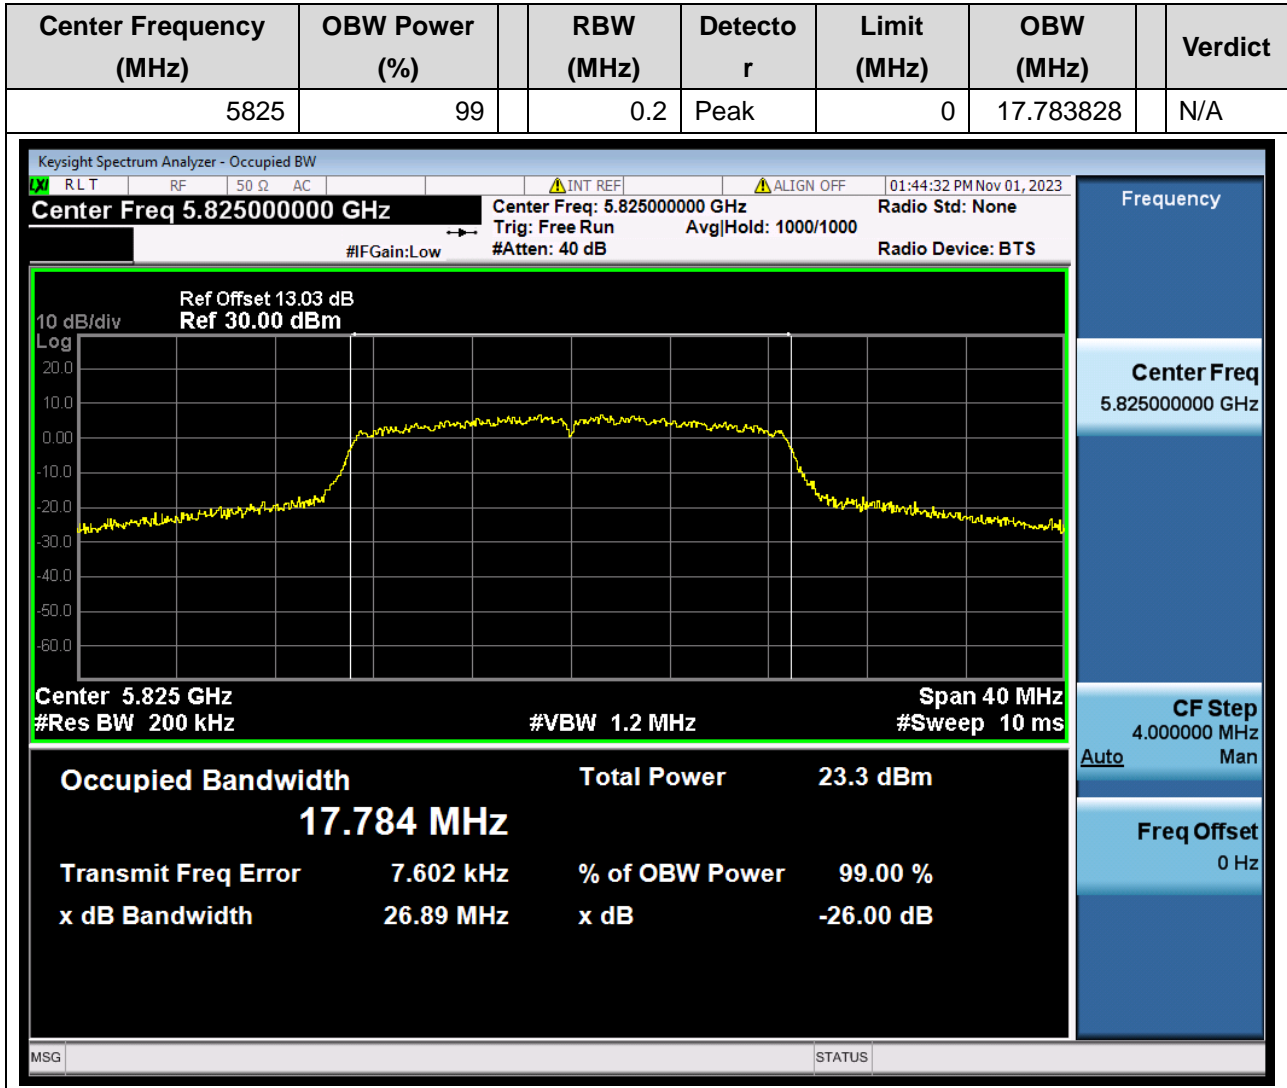 Center Frequency (MHz) OBW Power (%) RBW (MHz) Detecto r Limit (MHz) OBW (MHz) Verdict
5825 99 0.2 Peak 0 17.783828 N/A
Keysight Spectrum Analyzer - Occupied BW
LXI RLT RF 50 Ω AC INT REF ALIGN OFF 01:44:32 PM Nov 01, 2023
Center Freq 5.825000000 GHz
Center Freq: 5.825000000 GHz
Radio Std: None
Trig: Free Run Avg|Hold: 1000/1000
#IFGain:Low #Atten: 40 dB Radio Device: BTS
Ref Offset 13.03 dB
10 dB/div Ref 30.00 dBm
Log
20.0
10.0
0.00
-10.0
-20.0
-30.0
-40.0
-50.0
-60.0
Center 5.825 GHz Span 40 MHz
#Res BW 200 kHz #VBW 1.2 MHz #Sweep 10 ms
Occupied Bandwidth Total Power 23.3 dBm
17.784 MHz
Transmit Freq Error 7.602 kHz % of OBW Power 99.00 %
x dB Bandwidth 26.89 MHz x dB -26.00 dB
Frequency
Center Freq
5.825000000 GHz
CF Step
4.000000 MHz
Auto Man
Freq Offset
0 Hz
MSG STATUS